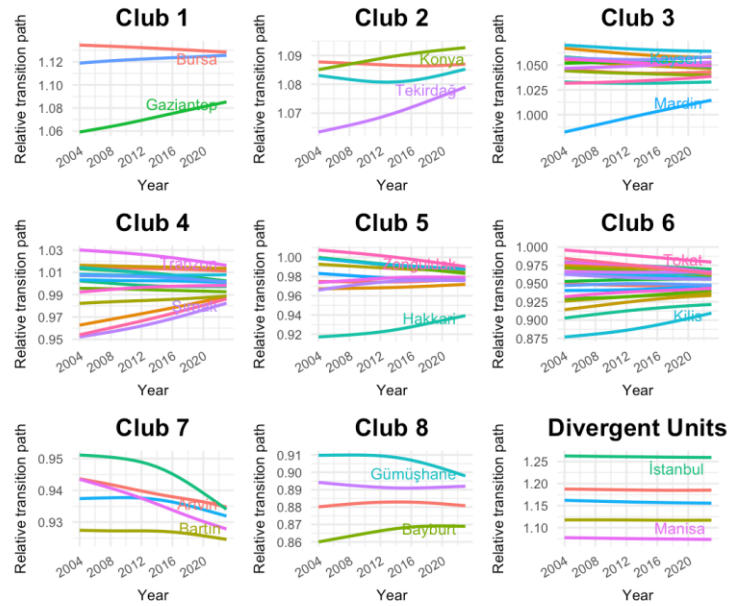 Club 1
Relative transition path
1.12
1.10
1.08
1.06
Bursa
Gaziantep
2004
2008
2012
2016
2020
Year
Club 2
Relative transition path
1.09
1.08
1.07
Konya
Tekirdağ
2004
2008
2012
2016
2020
Year
Club 3
Relative transition path
1.050
1.025
1.000
Kayseri
Mardin
2004
2008
2012
2016
2020
Year
Club 4
Relative transition path
1.03
1.01
0.99
0.97
0.95
Trabzon
Şırnak
2004
2008
2012
2016
2020
Year
Club 5
Relative transition path
1.00
0.98
0.96
0.94
0.92
Zonguldak
Hakkari
2004
2008
2012
2016
2020
Year
Club 6
Relative transition path
1.000
0.975
0.950
0.925
0.900
0.875
Tokat
Kilis
2004
2008
2012
2016
2020
Year
Club 7
Relative transition path
0.95
0.94
0.93
Artvin
Bartın
2004
2008
2012
2016
2020
Year
Club 8
Relative transition path
0.91
0.90
0.89
0.88
0.87
0.86
Gümüşhane
Bayburt
2004
2008
2012
2016
2020
Year
Divergent Units
Relative transition path
1.25
1.20
1.15
1.10
İstanbul
Manisa
2004
2008
2012
2016
2020
Year